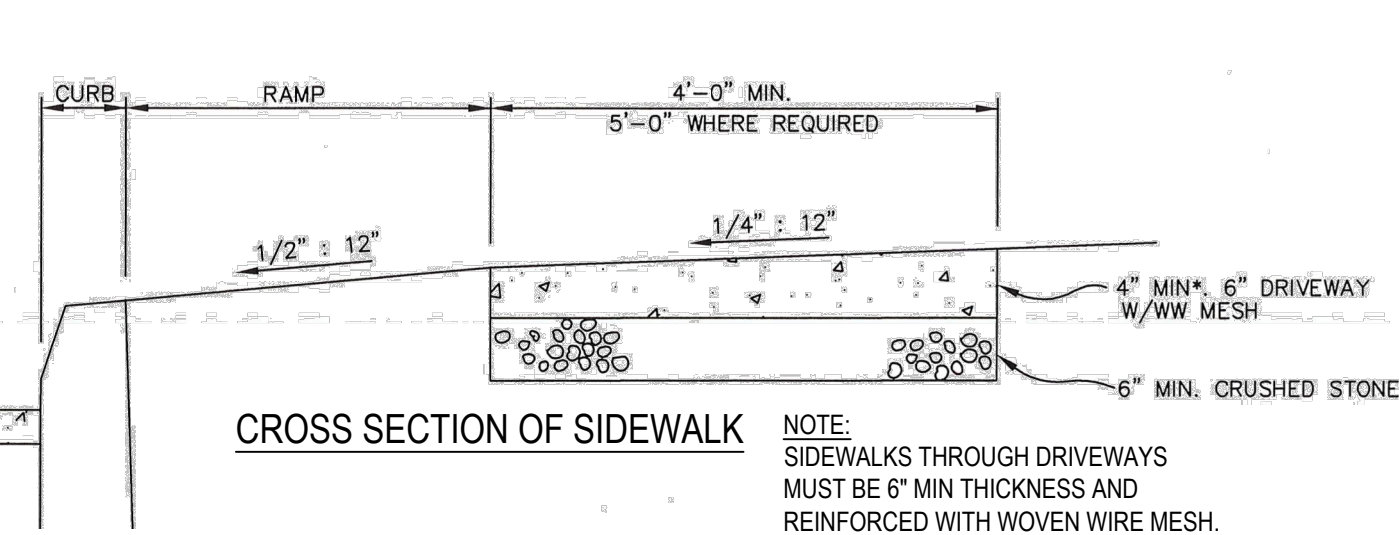 CURB
RAMP
4'-0" MIN.
5'-0" WHERE REQUIRED
1/2" : 12"
1/4" : 12"
4" MIN*. 6" DRIVEWAY
W/WW MESH
6" MIN. CRUSHED STONE
CROSS SECTION OF SIDEWALK
NOTE:
SIDEWALKS THROUGH DRIVEWAYS
MUST BE 6" MIN THICKNESS AND
REINFORCED WITH WOVEN WIRE MESH.